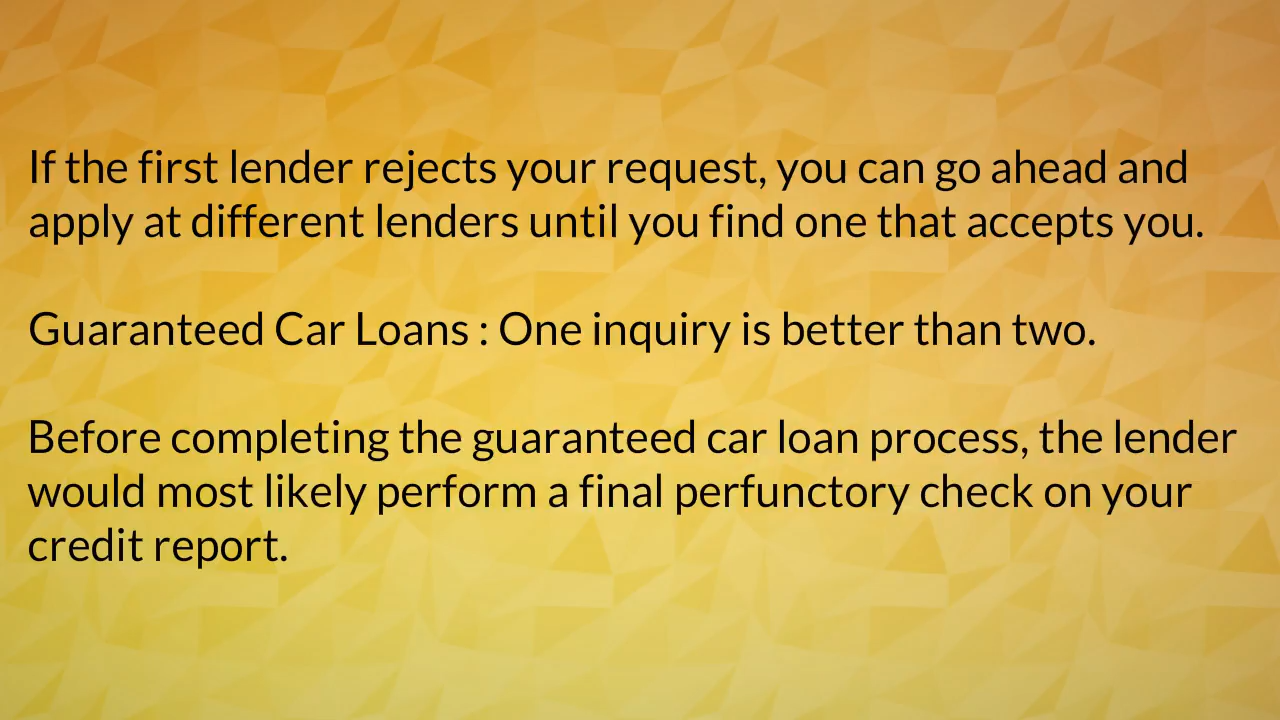 If the first lender rejects your request, you can go ahead and
apply at different lenders until you find one that accepts you.
Guaranteed Car Loans : One inquiry is better than two.
Before completing the guaranteed car loan process, the lender
would most likely perform a final perfunctory check on your
credit report.